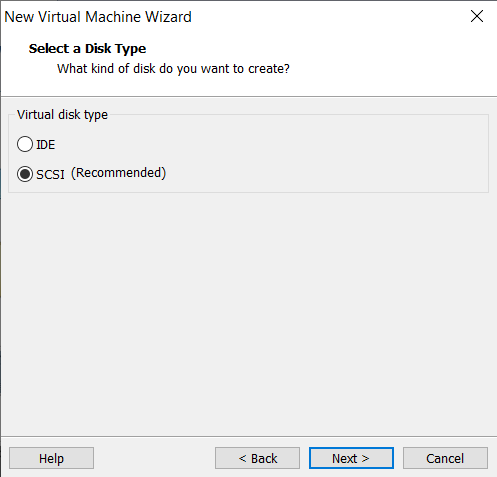 New Virtual Machine Wizard
Select a Disk Type
What kind of disk do you want to create?
Virtual disk type
IDE
SCSI (Recommended)
Help
< Back
Next >
Cancel